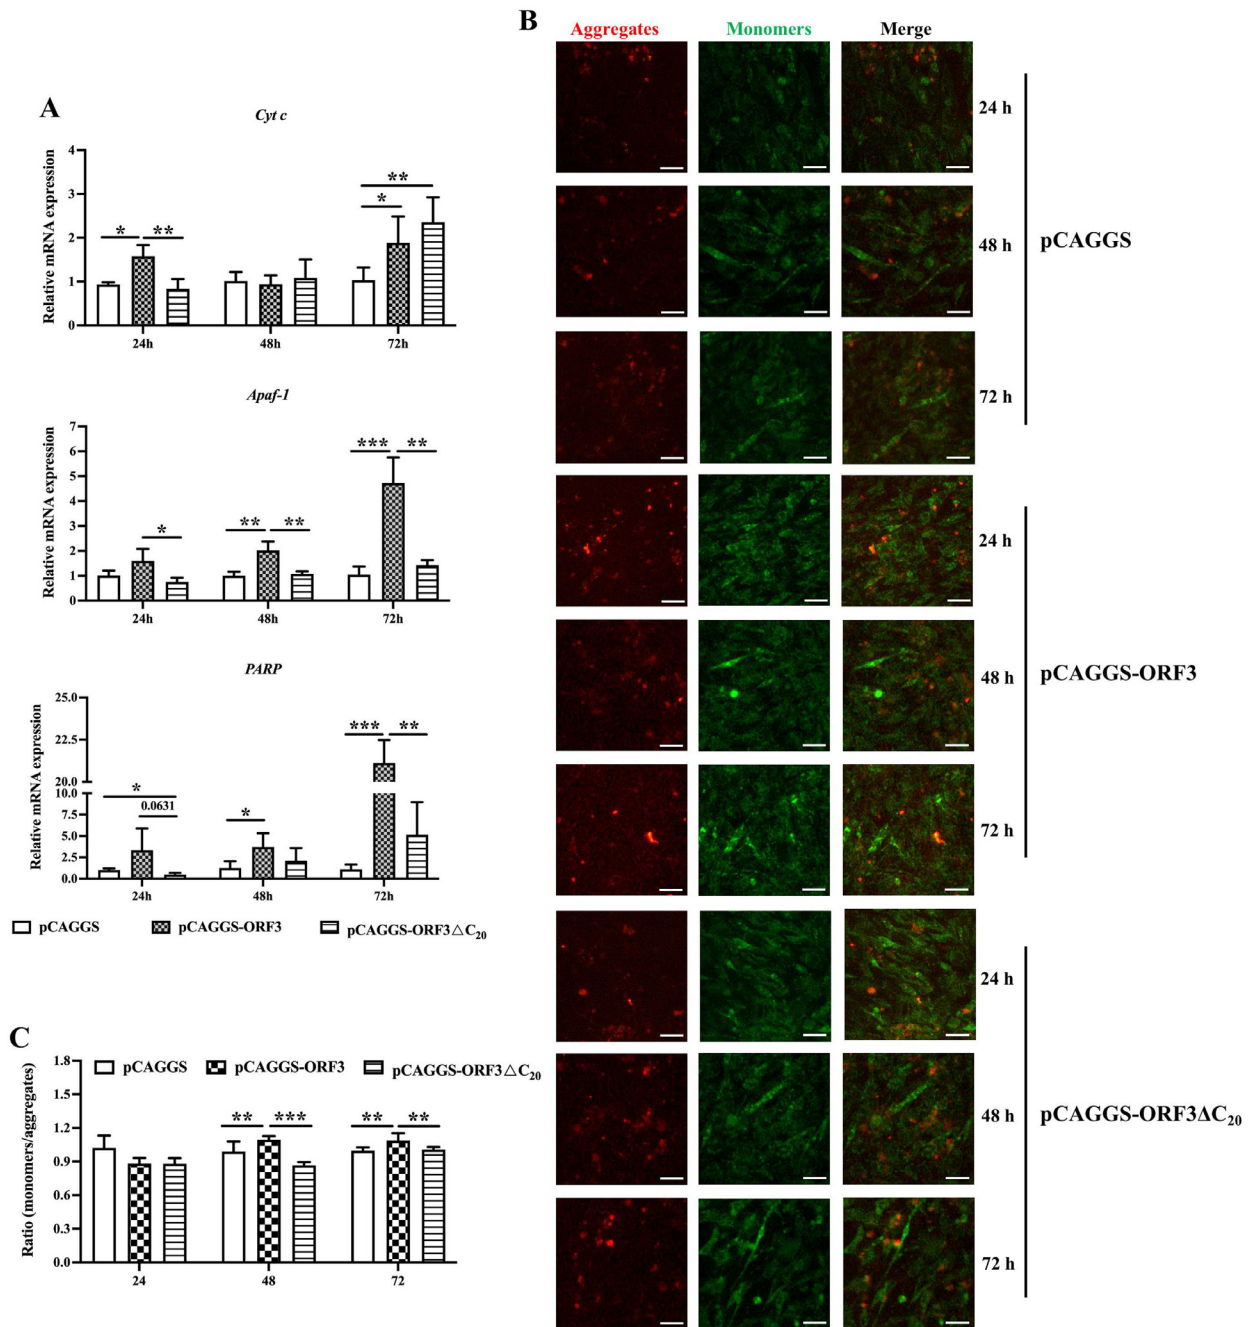 A
Cyt c
Relative mRNA expression
4
3
2
1
0
* ** * **
24h 48h 72h
Apaf-1
Relative mRNA expression
7
6
5
4
3
2
1
0
* ** ** *** **
24h 48h 72h
PARP
Relative mRNA expression
25.0
22.5
20.0
10.0
7.5
5.0
2.5
0.0
* 0.0631 * *** **
24h 48h 72h
pCAGGS pCAGGS-ORF3 pCAGGS-ORF3△C20
B
Aggregates Monomers Merge
24 h
48 h
72 h
pCAGGS
24 h
48 h
72 h
pCAGGS-ORF3
24 h
48 h
72 h
pCAGGS-ORF3ΔC20
C
pCAGGS pCAGGS-ORF3 pCAGGS-ORF3△C20
Ratio (monomers/aggregates)
1.8
1.5
1.2
0.9
0.6
0.3
0.0
** *** ** **
24 48 72